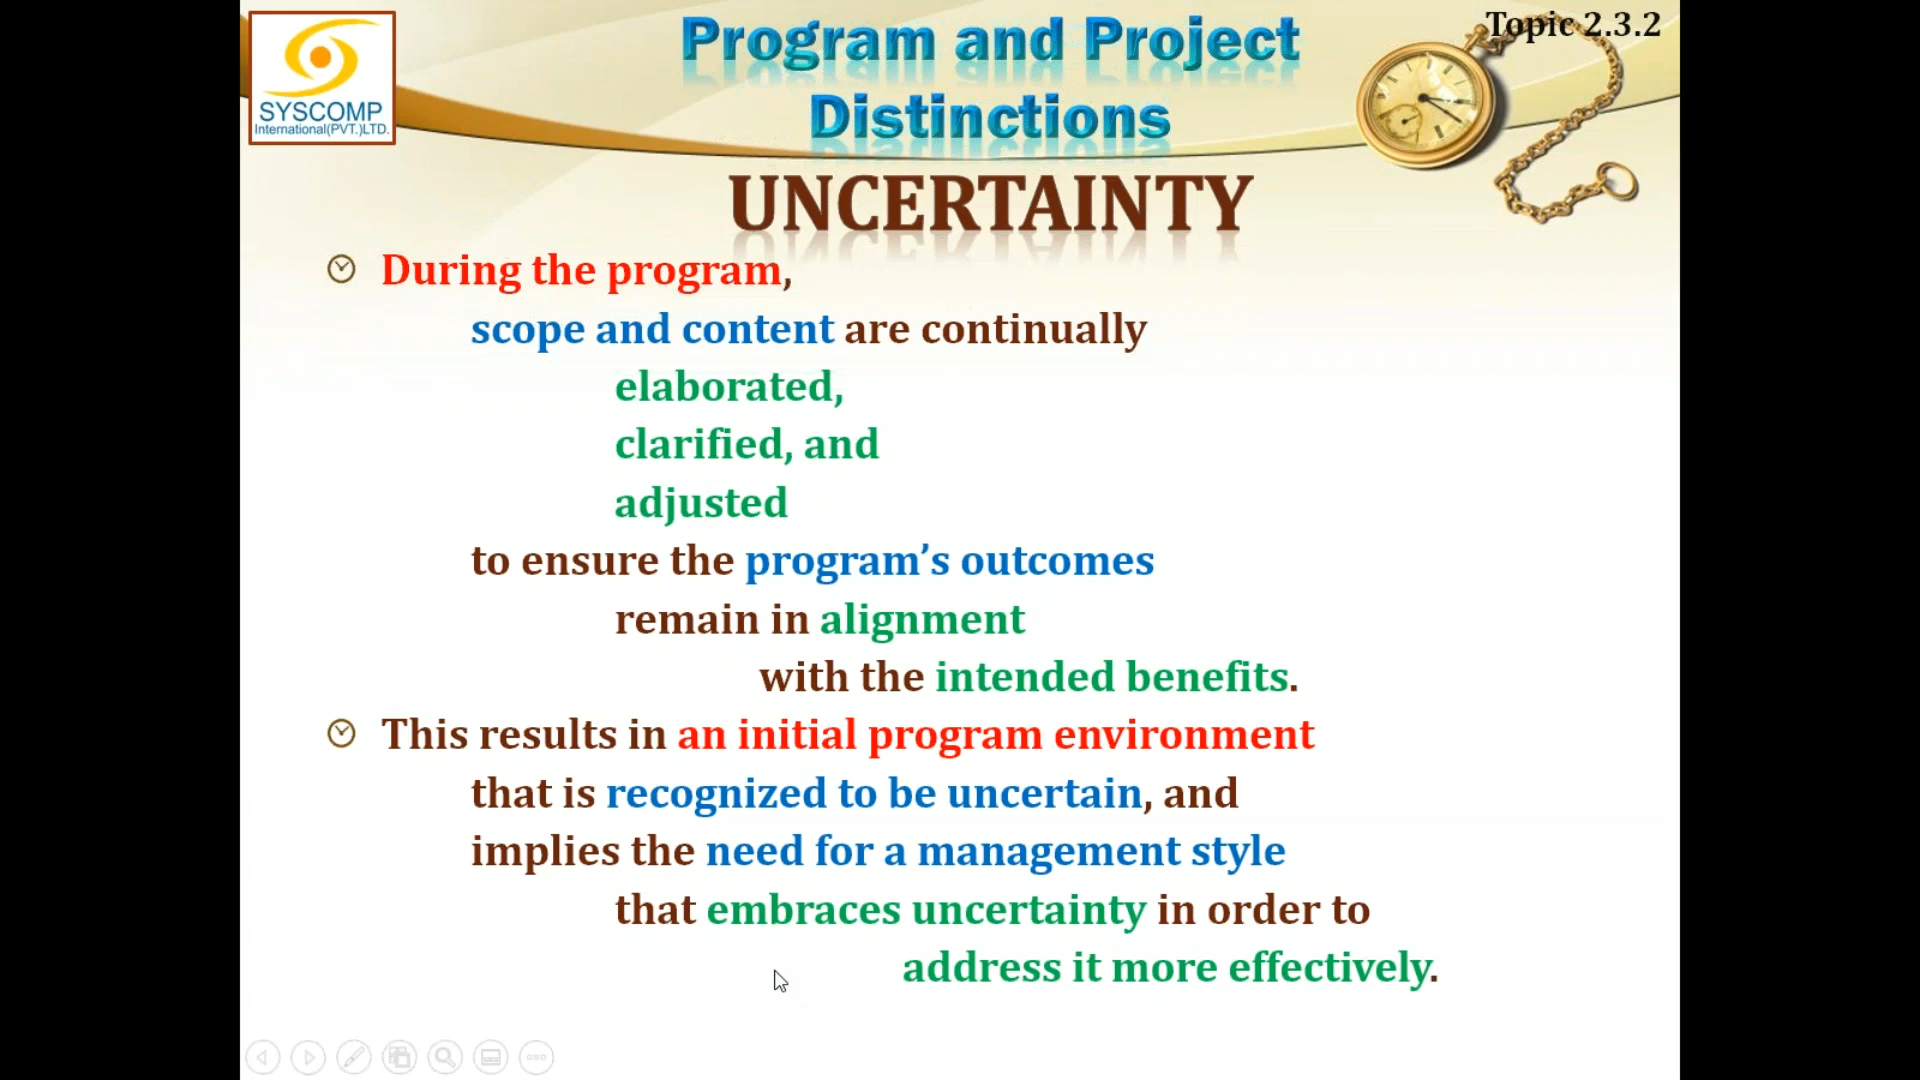 SYSCOMP
International(PVT.)LTD.
Topic 2.3.2
Program and Project
Distinctions
UNCERTAINTY
During the program,
scope and content are continually
elaborated,
clarified, and
adjusted
to ensure the program’s outcomes
remain in alignment
with the intended benefits.
This results in an initial program environment
that is recognized to be uncertain, and
implies the need for a management style
that embraces uncertainty in order to
address it more effectively.